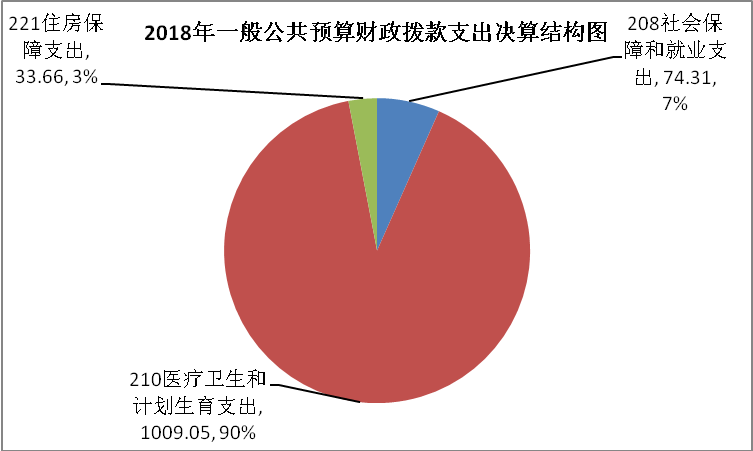 2018年一般公共预算财政拨款支出决算结构图
221住房保
障支出,
33.66, 3%
208社会保
障和就业支
出, 74.31,
7%
210医疗卫生和
计划生育支出,
1009.05, 90%